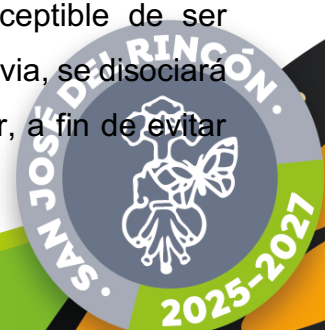 ceptible de ser
via, se disociará
r, a fin de evitar
· SAN JOSÉ DEL RINCÓN ·
2025-2027